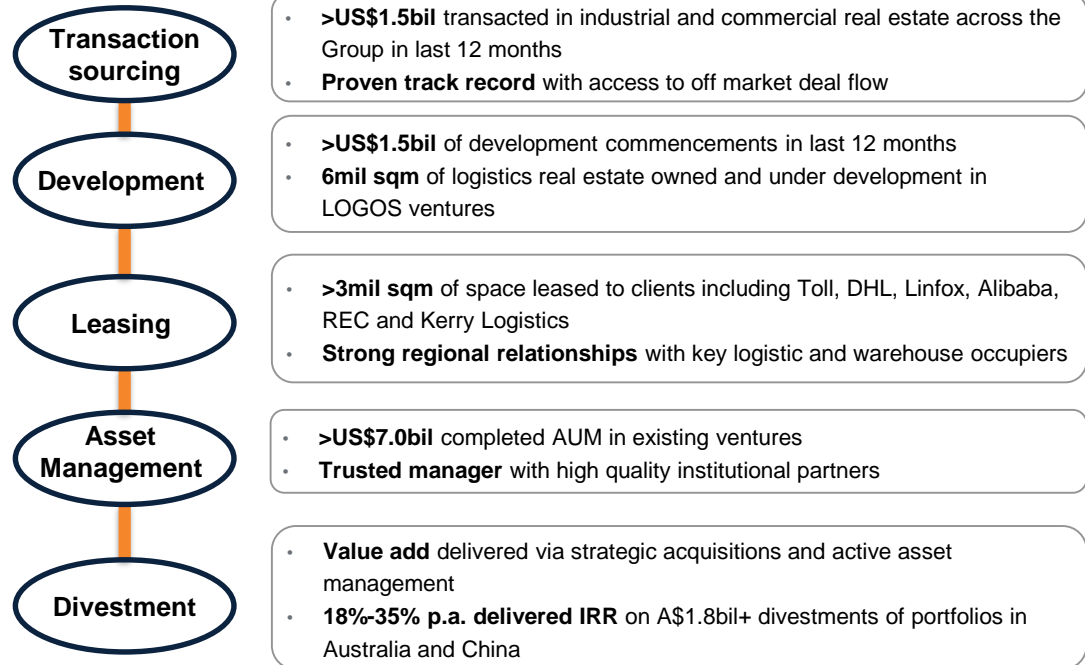 Transaction
sourcing
• >US$1.5bil transacted in industrial and commercial real estate across the
Group in last 12 months
• Proven track record with access to off market deal flow
Development
• >US$1.5bil of development commencements in last 12 months
• 6mil sqm of logistics real estate owned and under development in
LOGOS ventures
Leasing
• >3mil sqm of space leased to clients including Toll, DHL, Linfox, Alibaba,
REC and Kerry Logistics
• Strong regional relationships with key logistic and warehouse occupiers
Asset
Management
• >US$7.0bil completed AUM in existing ventures
• Trusted manager with high quality institutional partners
Divestment
• Value add delivered via strategic acquisitions and active asset
management
• 18%-35% p.a. delivered IRR on A$1.8bil+ divestments of portfolios in
Australia and China